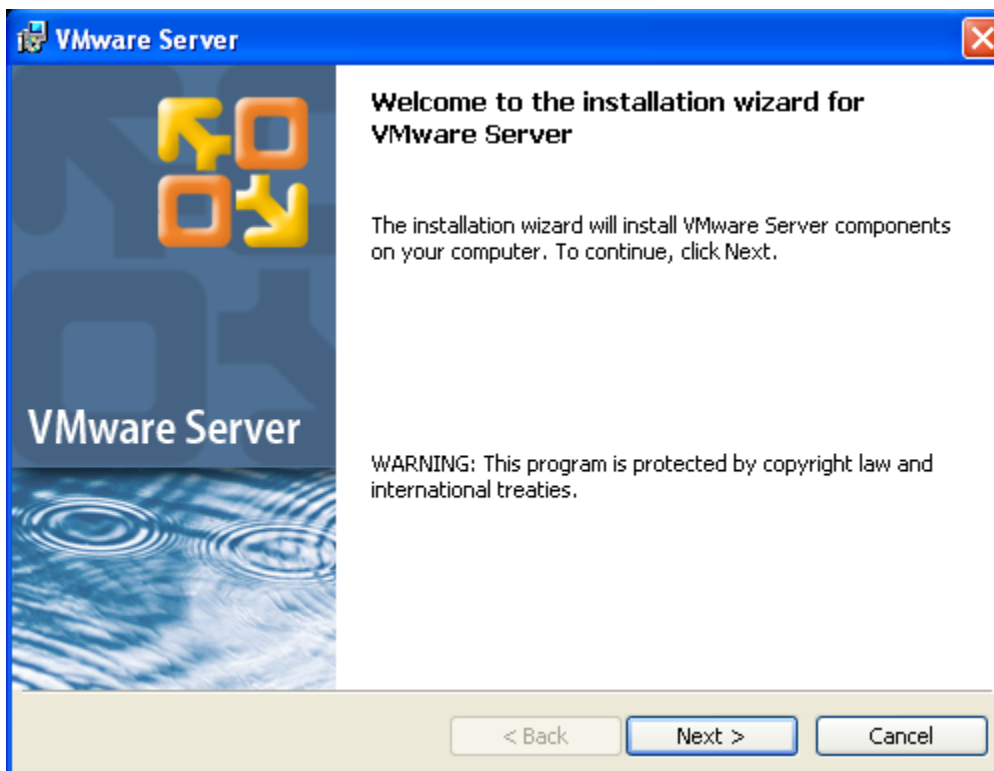 VMware Server
Welcome to the installation wizard for
VMware Server
The installation wizard will install VMware Server components
on your computer. To continue, click Next.
VMware Server
WARNING: This program is protected by copyright law and
international treaties.
< Back
Next >
Cancel